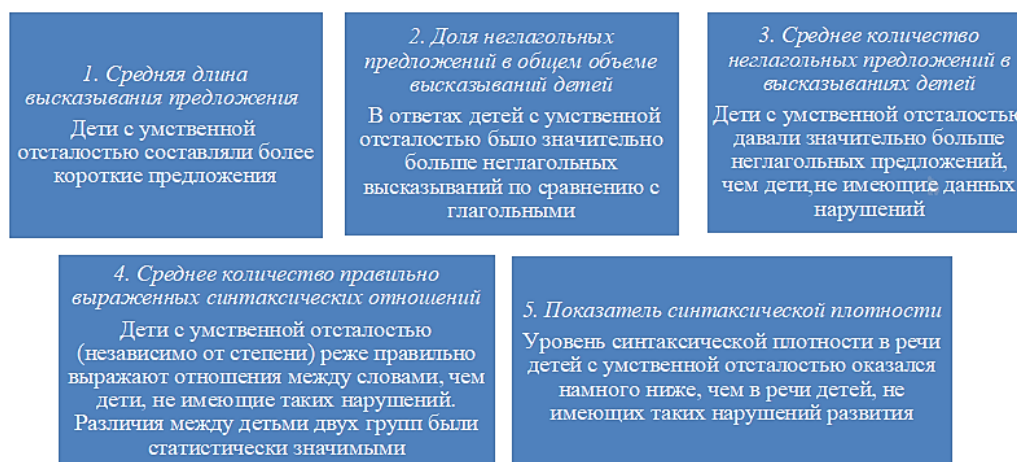 1. Средняя длина
высказывания предложения
Дети с умственной
отсталостью составляли более
короткие предложения
2. Доля неглагольных
предложений в общем объеме
высказываний детей
В ответах детей с умственной
отсталостью было значительно
больше неглагольных
высказываний по сравнению с
глагольными
3. Среднее количество
неглагольных предложений в
высказываниях детей
Дети с умственной отсталостью
давали значительно больше
неглагольных предложений,
чем дети,не имеющие данных
нарушений
4. Среднее количество правильно
выраженных синтаксических отношений
Дети с умственной отсталостью
(независимо от степени) реже правильно
выражают отношения между словами, чем
дети, не имеющие таких нарушений.
Различия между детьми двух групп были
статистически значимыми
5. Показатель синтаксической плотности
Уровень синтаксической плотности в речи
детей с умственной отсталостью оказался
намного ниже, чем в речи детей, не
имеющих таких нарушений развития